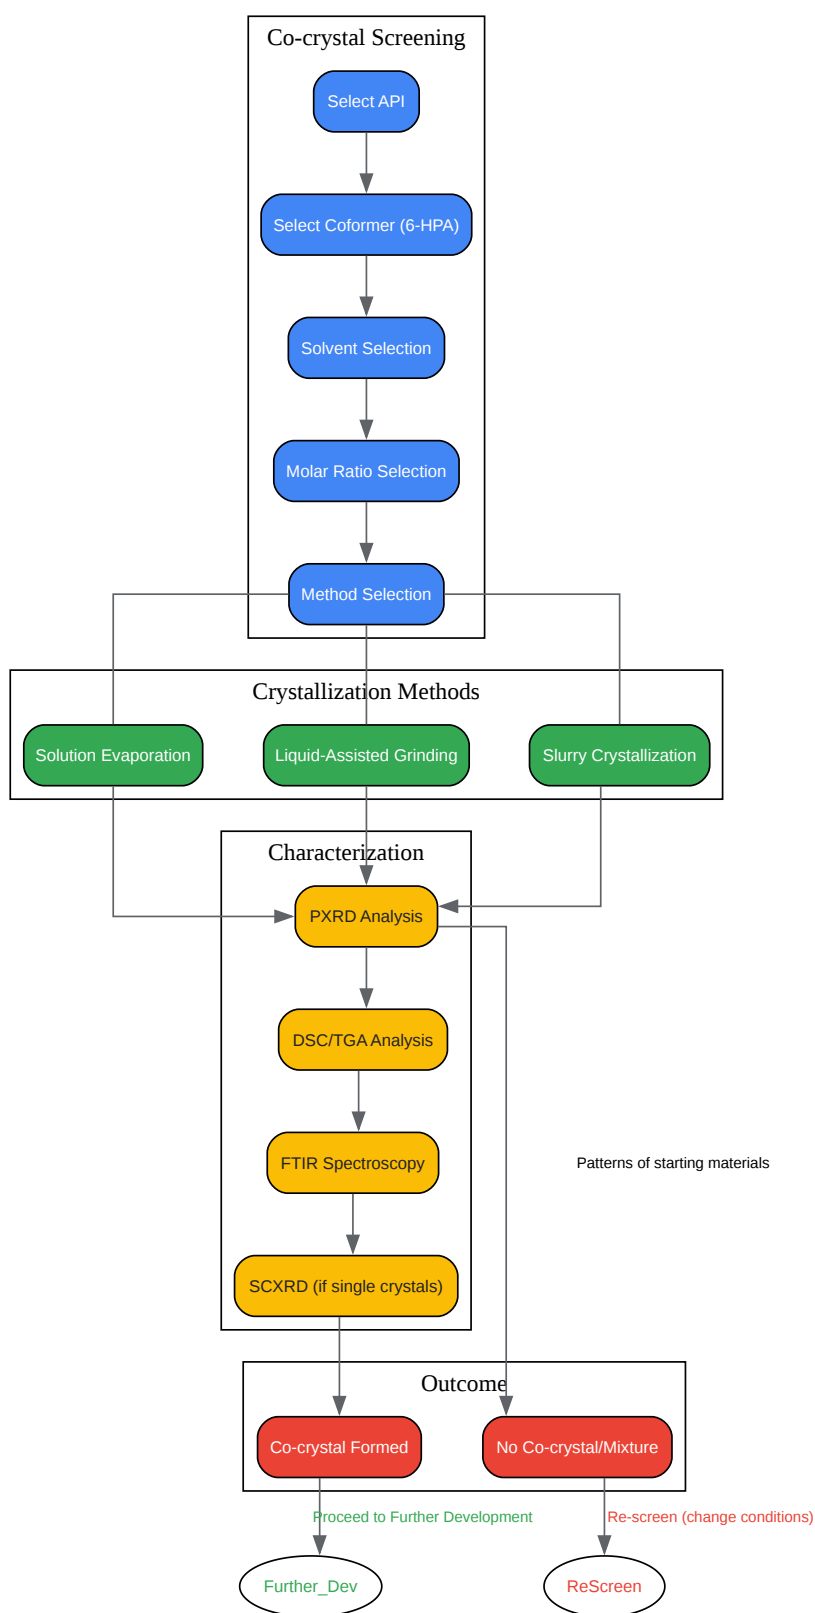 Co-crystal Screening
Select API
Select Coformer (6-HPA)
Solvent Selection
Molar Ratio Selection
Method Selection
Crystallization Methods
Solution Evaporation
Liquid-Assisted Grinding
Slurry Crystallization
Characterization
PXRD Analysis
DSC/TGA Analysis
FTIR Spectroscopy
Patterns of starting materials
SCXRD (if single crystals)
Outcome
Co-crystal Formed
No Co-crystal/Mixture
Proceed to Further Development
Re-screen (change conditions)
Further_Dev
ReScreen